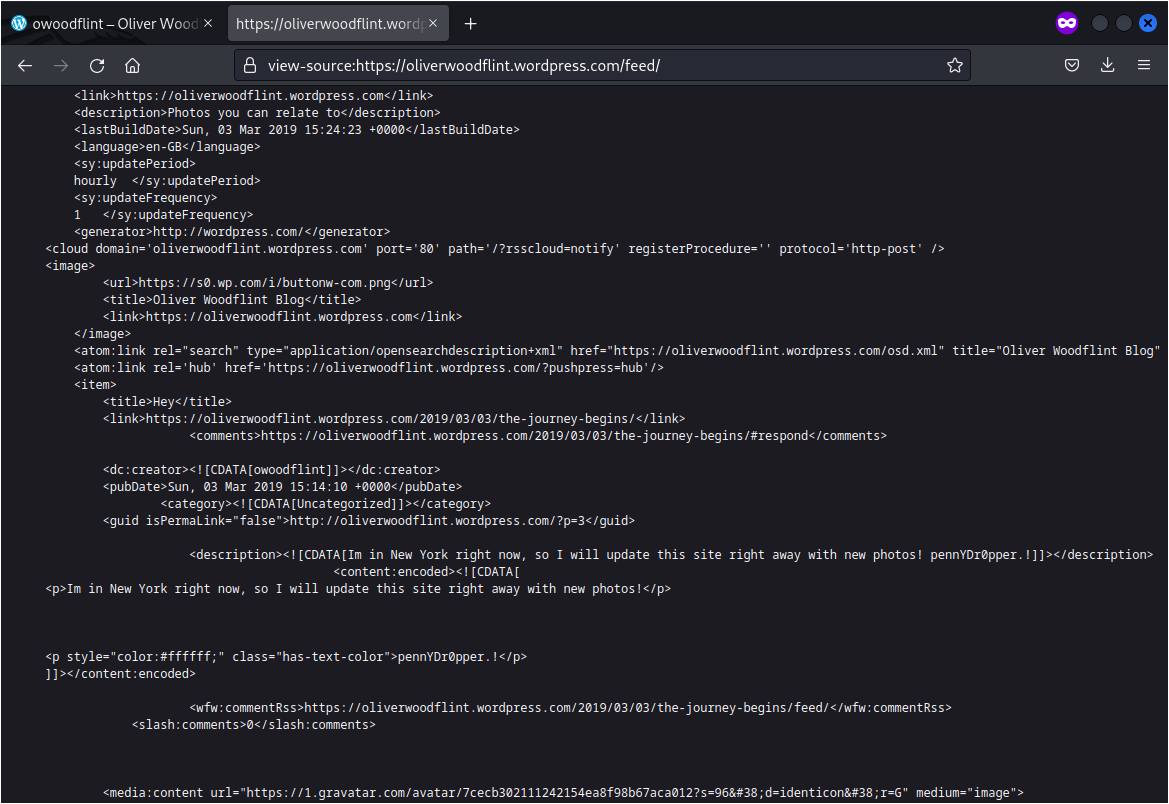 owoodflint – Oliver Wood
https://oliverwoodflint.wordp
view-source:https://oliverwoodflint.wordpress.com/feed/
<link>https://oliverwoodflint.wordpress.com</link>
<description>Photos you can relate to</description>
<lastBuildDate>Sun, 03 Mar 2019 15:24:23 +0000</lastBuildDate>
<language>en-GB</language>
<sy:updatePeriod>
hourly  </sy:updatePeriod>
<sy:updateFrequency>
1   </sy:updateFrequency>
<generator>http://wordpress.com/</generator>
<cloud domain='oliverwoodflint.wordpress.com' port='80' path='/?rsscloud=notify' registerProcedure='' protocol='http-post' />
<image>
<url>https://s0.wp.com/i/buttonw-com.png</url>
<title>Oliver Woodflint Blog</title>
<link>https://oliverwoodflint.wordpress.com</link>
</image>
<atom:link rel="search" type="application/opensearchdescription+xml" href="https://oliverwoodflint.wordpress.com/osd.xml" title="Oliver Woodflint Blog"
<atom:link rel='hub' href='https://oliverwoodflint.wordpress.com/?pushpress=hub'/>
<item>
<title>Hey</title>
<link>https://oliverwoodflint.wordpress.com/2019/03/03/the-journey-begins/</link>
<comments>https://oliverwoodflint.wordpress.com/2019/03/03/the-journey-begins/#respond</comments>
<dc:creator><![CDATA[owoodflint]]></dc:creator>
<pubDate>Sun, 03 Mar 2019 15:14:10 +0000</pubDate>
<category><![CDATA[Uncategorized]]></category>
<guid isPermaLink="false">http://oliverwoodflint.wordpress.com/?p=3</guid>
<description><![CDATA[Im in New York right now, so I will update this site right away with new photos! pennYDr0pper.!]]></description>
<content:encoded><![CDATA[
<p>Im in New York right now, so I will update this site right away with new photos!</p>
<p style="color:#ffffff;" class="has-text-color">pennYDr0pper.!</p>
]]></content:encoded>
<wfw:commentRss>https://oliverwoodflint.wordpress.com/2019/03/03/the-journey-begins/feed/</wfw:commentRss>
<slash:comments>0</slash:comments>
<media:content url="https://1.gravatar.com/avatar/7cecb302111242154ea8f98b67aca012?s=96&#38;d=identicon&#38;r=G" medium="image">